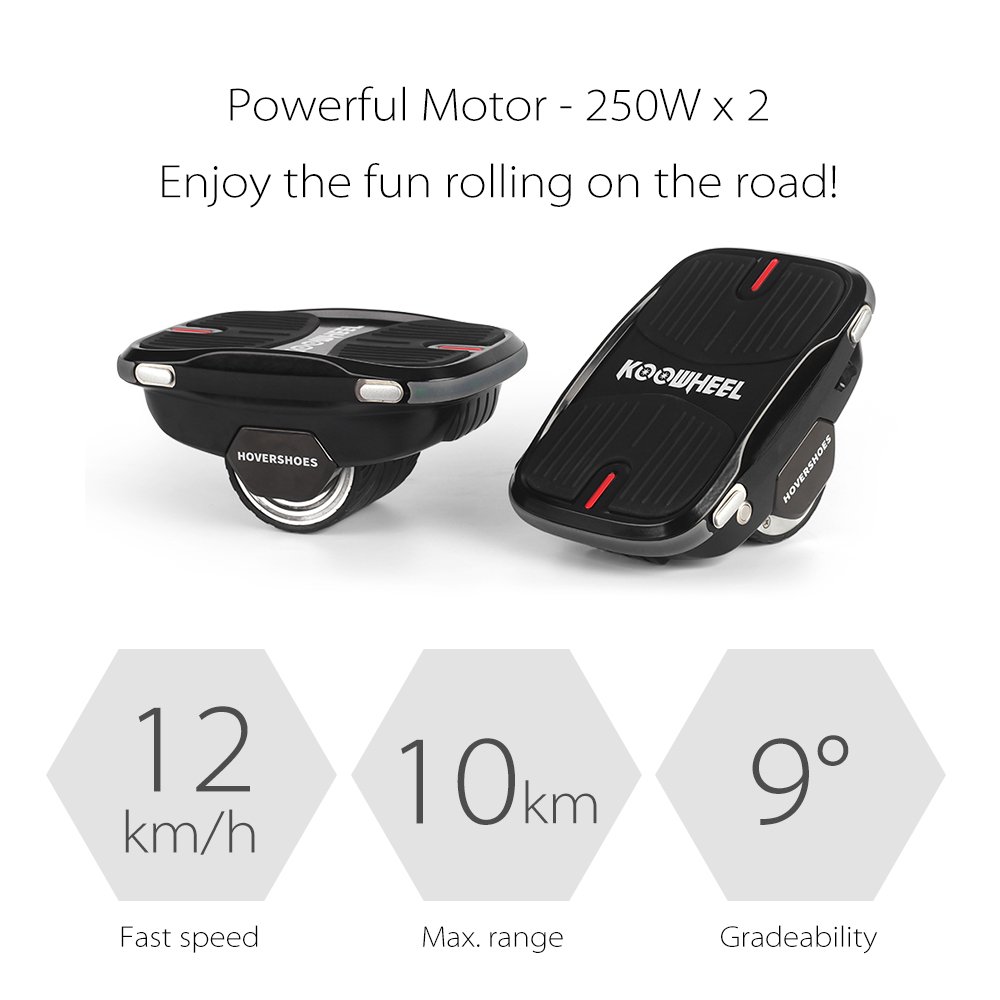 Powerful Motor - 250W x 2
Enjoy the fun rolling on the road!
KOOWHEEL
HOVERSHOES
KOOWHEEL
HOVERSHOES
12
km/h
10km
9°
Fast speed
Max. range
Gradeability